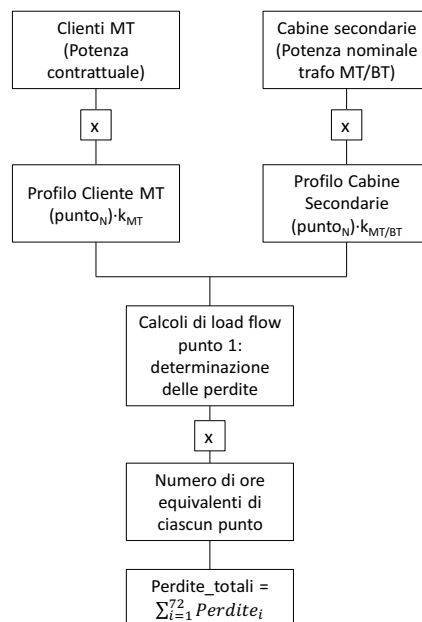 Clienti MT
(Potenza
contrattuale)
Cabine secondarie
(Potenza nominale
trafo MT/BT)
x
x
Profilo Cliente MT
(punto_N)·k_MT
Profilo Cabine
Secondarie
(punto_N)·k_MT/BT
Calcoli di load flow
punto 1:
determinazione
delle perdite
x
Numero di ore
equivalenti di
ciascun punto
Perdite_totali =
∑_{i=1}^{72} Perdite_i